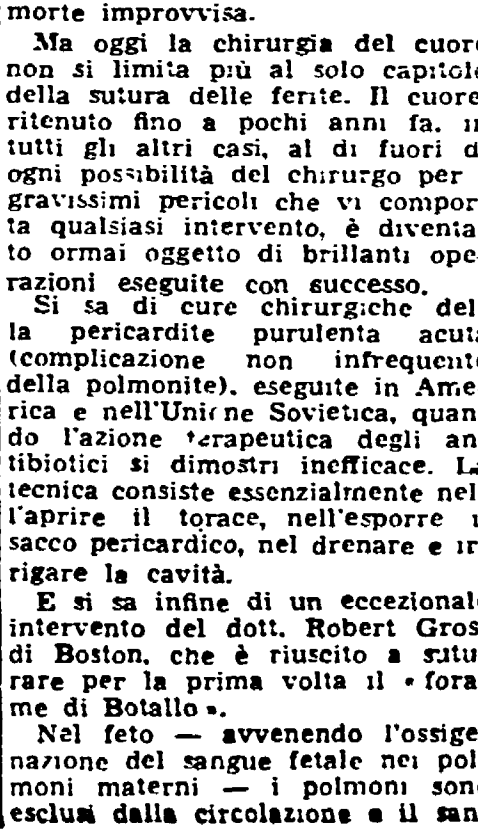 morte improvvisa.
Ma oggi la chirurgia del cuore
non si limita più al solo capitolo
della sutura delle ferite. Il cuore
ritenuto fino a pochi anni fa, in
tutti gli altri casi, al di fuori d
ogni possibilità del chirurgo per i
gravissimi pericoli che vi compor
ta qualsiasi intervento, è diventa
to ormai oggetto di brillanti ope
razioni eseguite con successo.
Si sa di cure chirurgiche del
la pericardite purulenta acuta
(complicazione non infrequente
della polmonite), eseguite in Ame
rica e nell'Unione Sovietica, quan
do l'azione terapeutica degli an
tibiotici si dimostri inefficace. La
tecnica consiste essenzialmente nel
l'aprire il torace, nell'esporre i
sacco pericardico, nel drenare e ir
rigare la cavità.
E si sa infine di un eccezionale
intervento del dott. Robert Gros
di Boston, che è riuscito a sutu
rare per la prima volta il « fora
me di Botallo ».
Nel feto — avvenendo l'ossige
nazione del sangue fetale nei pol
moni materni — i polmoni sono
esclusi dalla circolazione e il san